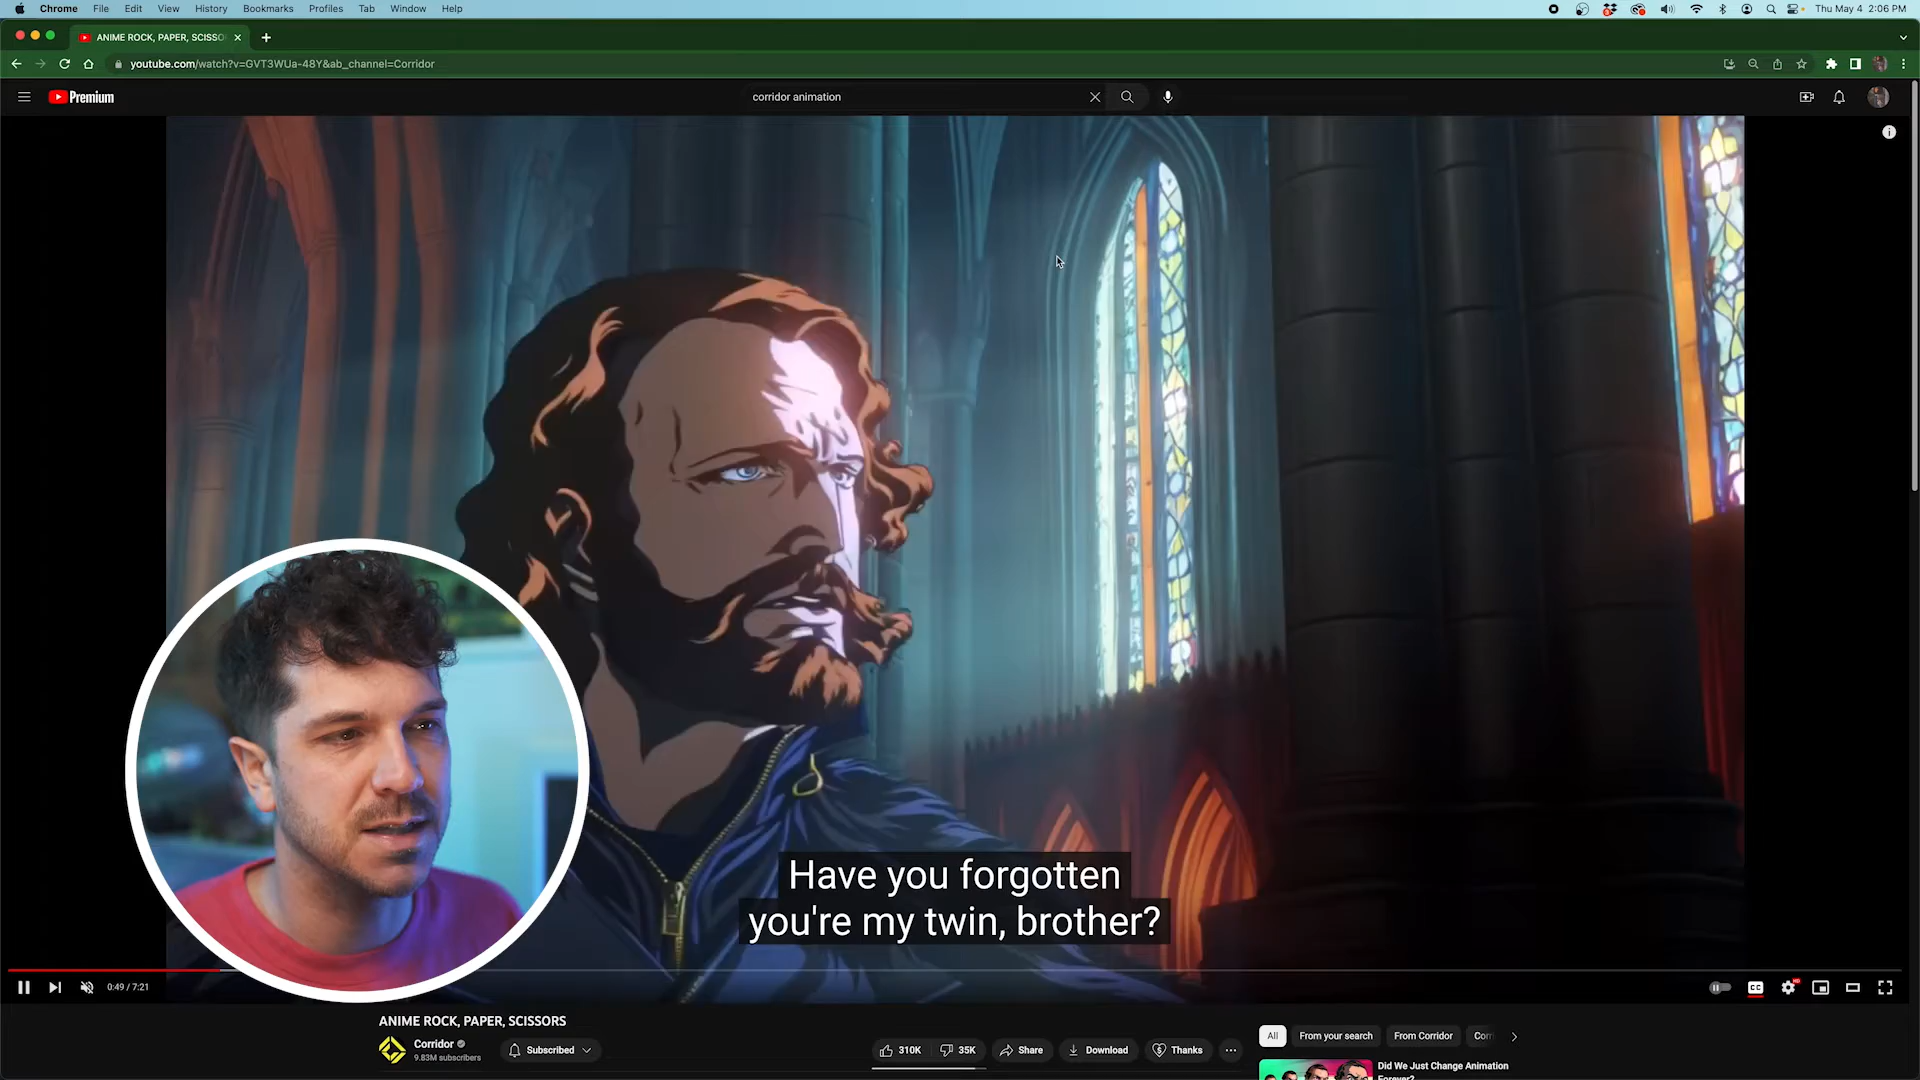 Chrome File Edit View History Bookmarks Profiles Tab Window Help
Thu May 4 2:06 PM
ANIME ROCK, PAPER, SCISSO
youtube.com/watch?v=GVT3WUa-48Y&ab_channel=Corridor
Premium
corridor animation
Have you forgotten
you're my twin, brother?
0:49 / 7:21
CC
HD
ANIME ROCK, PAPER, SCISSORS
Corridor
9.83M subscribers
Subscribed
310K
35K
Share
Download
Thanks
All
From your search
From Corridor
Did We Just Change Animation